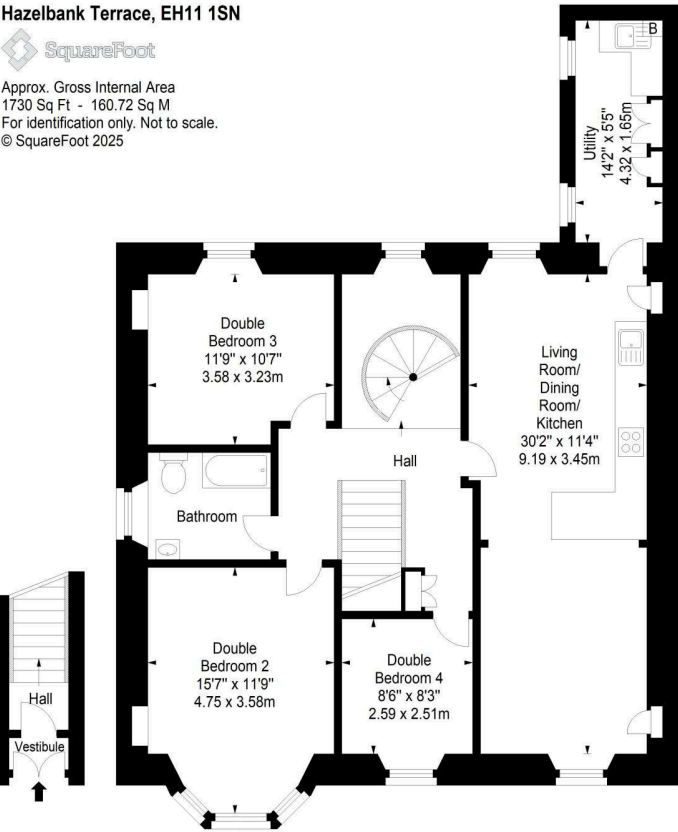 Hazelbank Terrace, EH11 1SN
SquareFoot
Approx. Gross Internal Area
1730 Sq Ft - 160.72 Sq M
For identification only. Not to scale.
© SquareFoot 2025
B
Utility
14'2" x 5'5"
4.32 x 1.65m
Double
Bedroom 3
11'9" x 10'7"
3.58 x 3.23m
Living
Room/
Dining
Room/
Kitchen
30'2" x 11'4"
9.19 x 3.45m
Hall
Bathroom
Double
Bedroom 2
15'7" x 11'9"
4.75 x 3.58m
Double
Bedroom 4
8'6" x 8'3"
2.59 x 2.51m
Hall
Vestibule